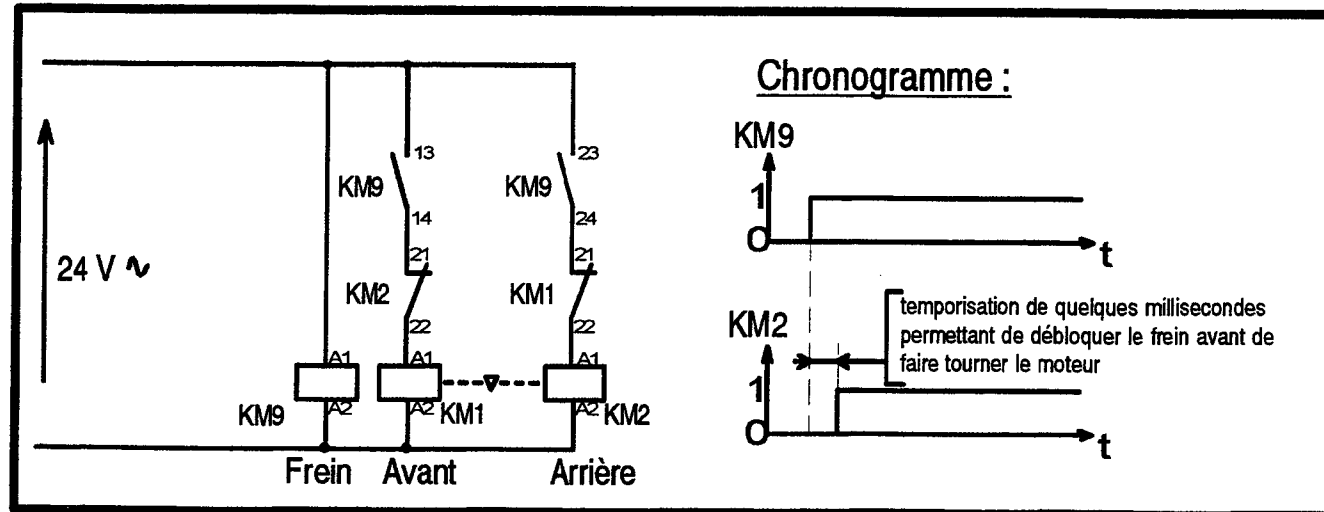 Chronogramme :
24 V ∿
13
KM9
14
21
KM2
22
23
KM9
24
21
KM1
22
A1
A2
KM9
A1
A2
KM1
A1
A2
KM2
Frein
Avant
Arrière
KM9
1
0
t
KM2
1
0
t
temporisation de quelques millisecondes
permettant de débloquer le frein avant de
faire tourner le moteur